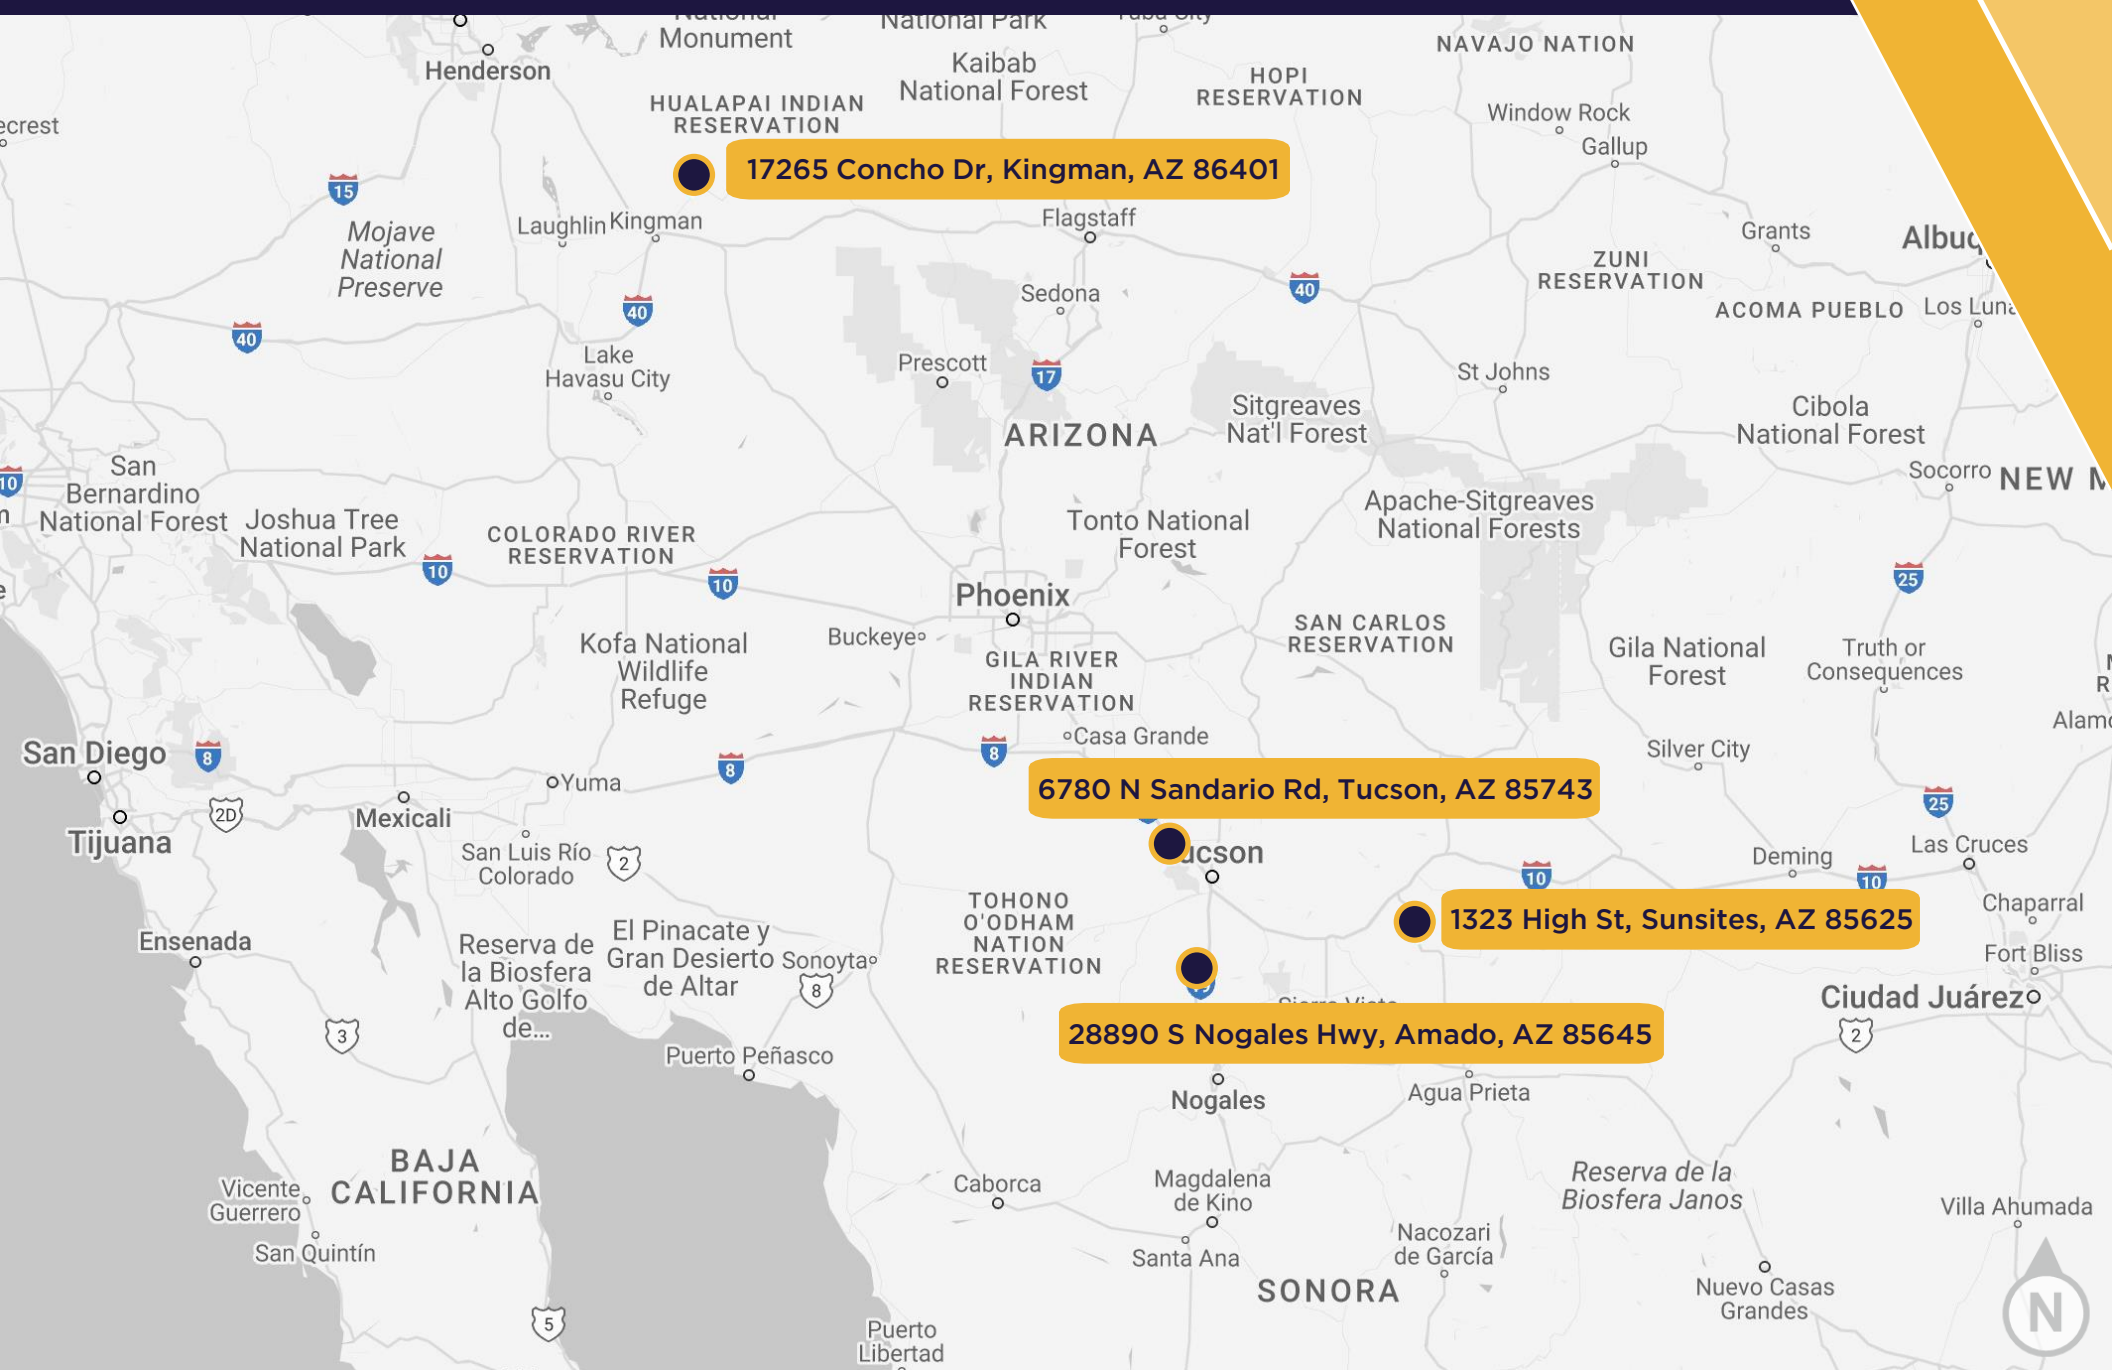 Monument
National Park
Henderson
Kaibab
National Forest
NAVAJO NATION
HOPI
RESERVATION
HUALAPAI INDIAN
RESERVATION
Window Rock
Gallup
ecrest
17265 Concho Dr, Kingman, AZ 86401
15
Laughlin
Kingman
Flagstaff
Mojave
National
Preserve
Grants
Albuq
ZUNI
RESERVATION
40
40
40
Sedona
ACOMA PUEBLO
Los Luna
Lake
Havasu City
Prescott
17
St Johns
Sitgreaves
Nat'l Forest
ARIZONA
Cibola
National Forest
Socorro
NEW M
10
San
Bernardino
National Forest
Joshua Tree
National Park
COLORADO RIVER
RESERVATION
Tonto National
Forest
Apache-Sitgreaves
National Forests
10
10
25
Phoenix
Buckeye
Kofa National
Wildlife
Refuge
SAN CARLOS
RESERVATION
GILA RIVER
INDIAN
RESERVATION
Gila National
Forest
Truth or
Consequences
Alamo
San Diego
8
8
8
Casa Grande
Silver City
Yuma
6780 N Sandario Rd, Tucson, AZ 85743
2D
Mexicali
25
Tijuana
San Luis Río
Colorado
2
ucson
Deming
Las Cruces
10
10
TOHONO
O'ODHAM
NATION
RESERVATION
1323 High St, Sunsites, AZ 85625
Chaparral
Ensenada
Reserva de
la Biosfera
Alto Golfo
de...
El Pinacate y
Gran Desierto
de Altar
Sonoyta
8
Fort Bliss
Ciudad Juárez
Sierra Vista
28890 S Nogales Hwy, Amado, AZ 85645
3
2
Puerto Peñasco
Nogales
Agua Prieta
BAJA
CALIFORNIA
Vicente
Guerrero
San Quintín
Caborca
Magdalena
de Kino
Santa Ana
Reserva de la
Biosfera Janos
Villa Ahumada
Nacozari
de García
SONORA
Nuevo Casas
Grandes
5
Puerto
Libertad
N